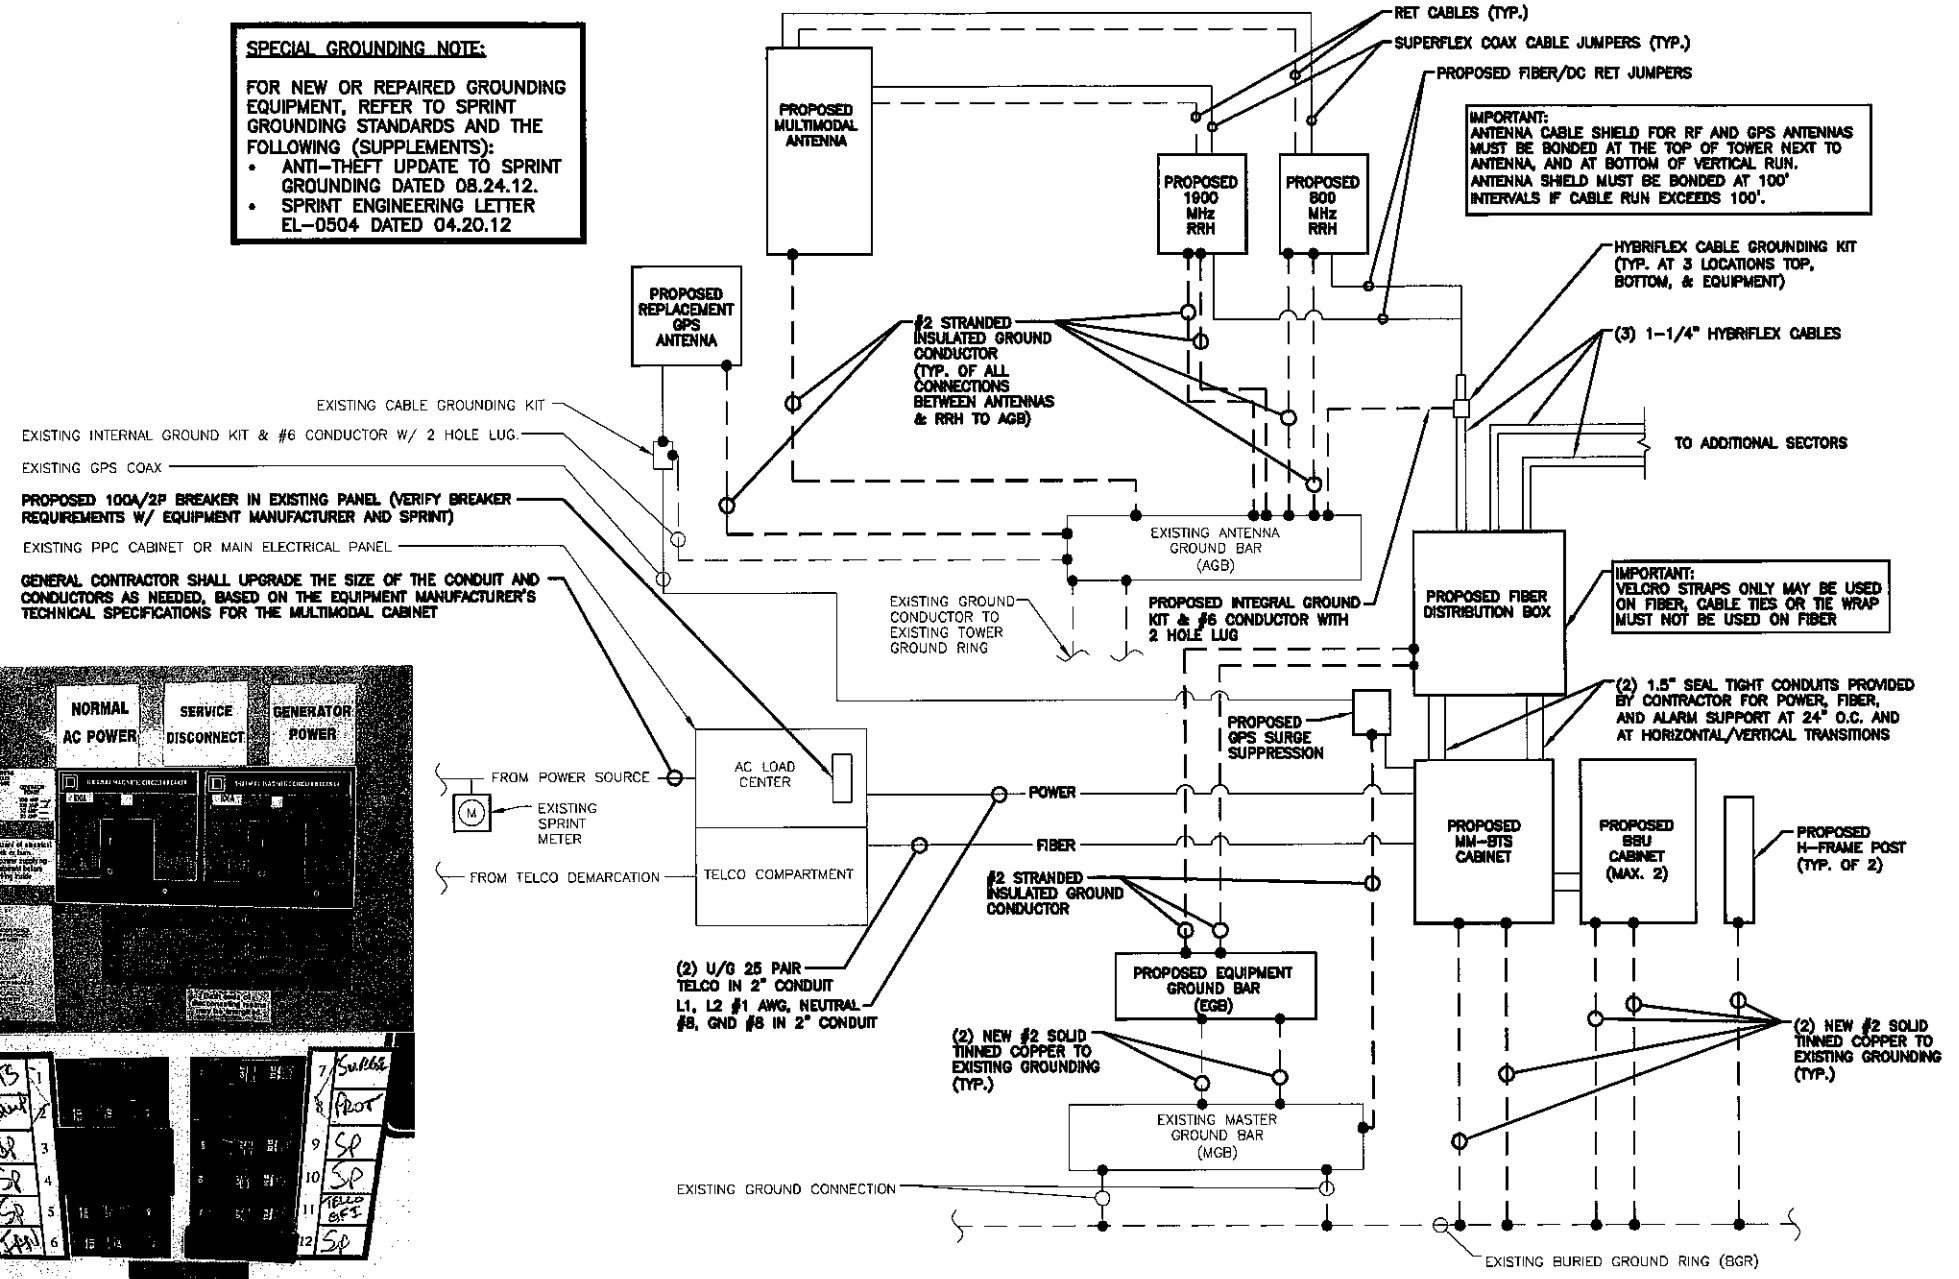 SPECIAL GROUNDING NOTE:
FOR NEW OR REPAIRED GROUNDING
EQUIPMENT, REFER TO SPRINT
GROUNDING STANDARDS AND THE
FOLLOWING (SUPPLEMENTS):
• ANTI-THEFT UPDATE TO SPRINT
GROUNDING DATED 08.24.12.
• SPRINT ENGINEERING LETTER
EL-0504 DATED 04.20.12
RET CABLES (TYP.)
SUPERFLEX COAX CABLE JUMPERS (TYP.)
PROPOSED FIBER/DC RET JUMPERS
PROPOSED
MULTIMODAL
ANTENNA
PROPOSED
1900
MHz
RRH
PROPOSED
800
MHz
RRH
IMPORTANT:
ANTENNA CABLE SHIELD FOR RF AND GPS ANTENNAS
MUST BE BONDED AT THE TOP OF TOWER NEXT TO
ANTENNA, AND AT BOTTOM OF VERTICAL RUN.
ANTENNA SHIELD MUST BE BONDED AT 100'
INTERVALS IF CABLE RUN EXCEEDS 100'.
HYBRIFLEX CABLE GROUNDING KIT
(TYP. AT 3 LOCATIONS TOP,
BOTTOM, & EQUIPMENT)
(3) 1-1/4" HYBRIFLEX CABLES
TO ADDITIONAL SECTORS
PROPOSED
REPLACEMENT
GPS
ANTENNA
#2 STRANDED
INSULATED GROUND
CONDUCTOR
(TYP. OF ALL
CONNECTIONS
BETWEEN ANTENNAS
& RRH TO AGB)
EXISTING CABLE GROUNDING KIT
EXISTING INTERNAL GROUND KIT & #6 CONDUCTOR W/ 2 HOLE LUG.
EXISTING GPS COAX
PROPOSED 100A/2P BREAKER IN EXISTING PANEL (VERIFY BREAKER
REQUIREMENTS W/ EQUIPMENT MANUFACTURER AND SPRINT)
EXISTING PPC CABINET OR MAIN ELECTRICAL PANEL
GENERAL CONTRACTOR SHALL UPGRADE THE SIZE OF THE CONDUIT AND
CONDUCTORS AS NEEDED, BASED ON THE EQUIPMENT MANUFACTURER'S
TECHNICAL SPECIFICATIONS FOR THE MULTIMODAL CABINET
EXISTING ANTENNA
GROUND BAR
(AGB)
EXISTING GROUND
CONDUCTOR TO
EXISTING TOWER
GROUND RING
PROPOSED INTEGRAL GROUND
KIT & #6 CONDUCTOR WITH
2 HOLE LUG
PROPOSED FIBER
DISTRIBUTION BOX
IMPORTANT:
VELCRO STRAPS ONLY MAY BE USED
ON FIBER, CABLE TIES OR TIE WRAP
MUST NOT BE USED ON FIBER
(2) 1.5" SEAL TIGHT CONDUITS PROVIDED
BY CONTRACTOR FOR POWER, FIBER,
AND ALARM SUPPORT AT 24" O.C. AND
AT HORIZONTAL/VERTICAL TRANSITIONS
PROPOSED
GPS SURGE
SUPPRESSION
NORMAL
AC POWER
SERVICE
DISCONNECT
GENERATOR
POWER
FROM POWER SOURCE
M
EXISTING
SPRINT
METER
FROM TELCO DEMARCATION
AC LOAD
CENTER
TELCO COMPARTMENT
POWER
FIBER
PROPOSED
MM-BTS
CABINET
PROPOSED
BBU
CABINET
(MAX. 2)
PROPOSED
H-FRAME POST
(TYP. OF 2)
#2 STRANDED
INSULATED GROUND
CONDUCTOR
(2) U/G 25 PAIR
TELCO IN 2" CONDUIT
L1, L2 #1 AWG, NEUTRAL
#8, GND #8 IN 2" CONDUIT
PROPOSED EQUIPMENT
GROUND BAR
(EGB)
(2) NEW #2 SOLID
TINNED COPPER TO
EXISTING GROUNDING
(TYP.)
(2) NEW #2 SOLID
TINNED COPPER TO
EXISTING GROUNDING
(TYP.)
EXISTING MASTER
GROUND BAR
(MGB)
EXISTING GROUND CONNECTION
EXISTING BURIED GROUND RING (BGR)
1
2
3
SP 4
5
6
7 SURGE
8 PROT
9 SP
10 SP
11 TELCO GFI
12 SP